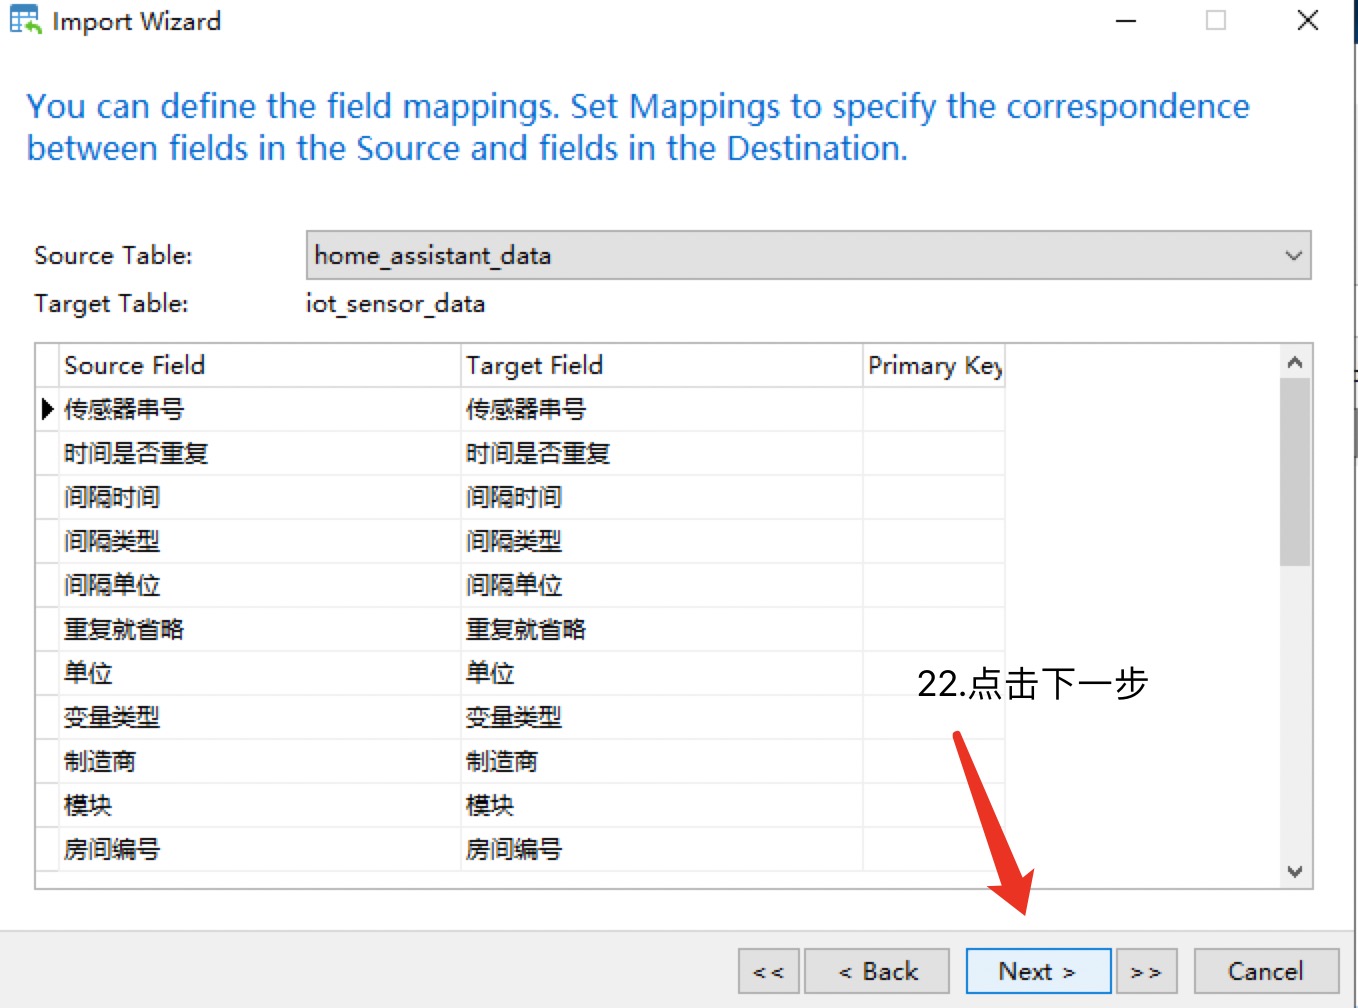 Import Wizard
You can define the field mappings. Set Mappings to specify the correspondence
between fields in the Source and fields in the Destination.
Source Table: home_assistant_data
Target Table: iot_sensor_data
Source Field Target Field Primary Key
传感器串号 传感器串号
时间是否重复 时间是否重复
间隔时间 间隔时间
间隔类型 间隔类型
间隔单位 间隔单位
重复就省略 重复就省略
单位 单位
22.点击下一步
变量类型 变量类型
制造商 制造商
模块 模块
房间编号 房间编号
<< < Back Next > >> Cancel